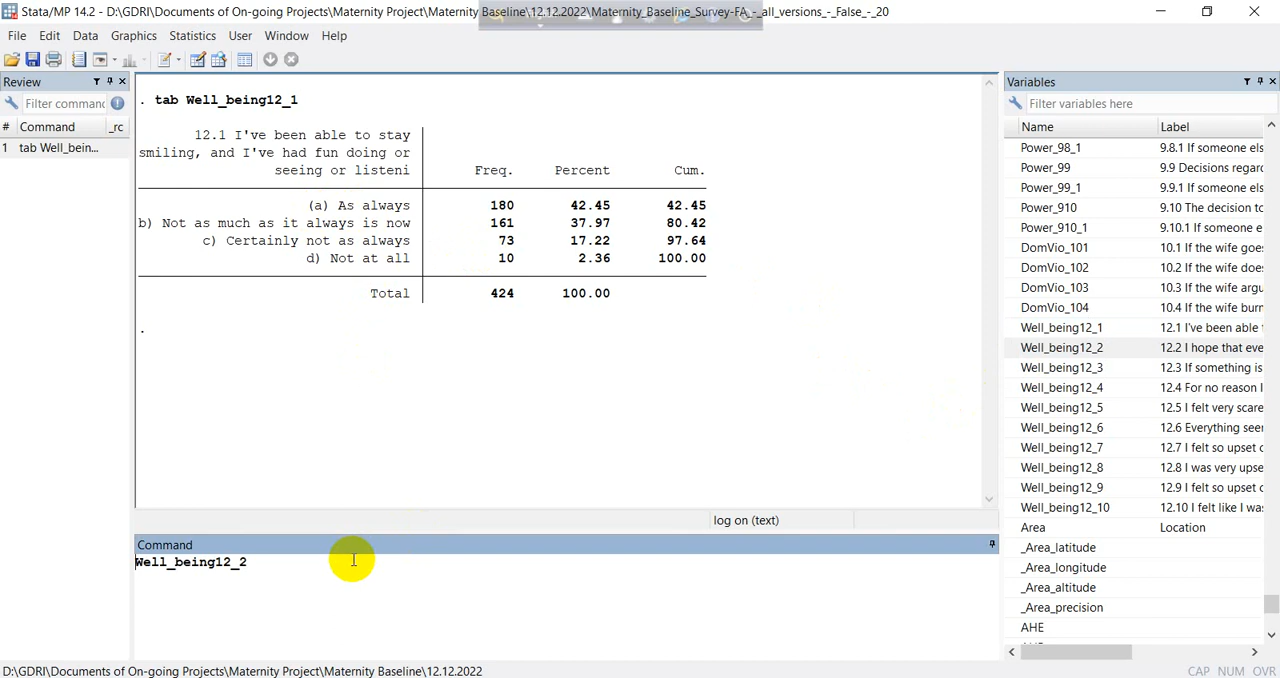 Stata/MP 14.2 - D:\GDRI\Documents of On-going Projects\Maternity Project\Maternity Baseline\12.12.2022\Maternity_Baseline_Survey-FA_-_all_versions_-_False_-_20
File Edit Data Graphics Statistics User Window Help
Review
Filter command
# Command _rc
1 tab Well_bein...
. tab Well_being12_1
12.1 I've been able to stay
smiling, and I've had fun doing or
seeing or listeni Freq. Percent Cum.
(a) As always 180 42.45 42.45
b) Not as much as it always is now 161 37.97 80.42
c) Certainly not as always 73 17.22 97.64
d) Not at all 10 2.36 100.00
Total 424 100.00
.
log on (text)
Command
Well_being12_2
Variables
Filter variables here
Name Label
Power_98_1 9.8.1 If someone els
Power_99 9.9 Decisions regar
Power_99_1 9.9.1 If someone els
Power_910 9.10 The decision to
Power_910_1 9.10.1 If someone e
DomVio_101 10.1 If the wife goe
DomVio_102 10.2 If the wife doe
DomVio_103 10.3 If the wife argu
DomVio_104 10.4 If the wife burn
Well_being12_1 12.1 I've been able
Well_being12_2 12.2 I hope that eve
Well_being12_3 12.3 If something is
Well_being12_4 12.4 For no reason I
Well_being12_5 12.5 I felt very scare
Well_being12_6 12.6 Everything see
Well_being12_7 12.7 I felt so upset c
Well_being12_8 12.8 I was very upse
Well_being12_9 12.9 I felt so upset c
Well_being12_10 12.10 I felt like I wa
Area Location
_Area_latitude
_Area_longitude
_Area_altitude
_Area_precision
AHE
D:\GDRI\Documents of On-going Projects\Maternity Project\Maternity Baseline\12.12.2022
CAP NUM OVR